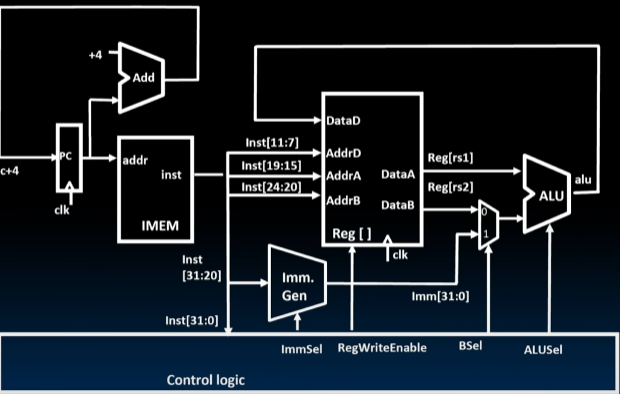 +4
Add
c+4
PC
clk
addr
inst
IMEM
Inst[11:7]
Inst[19:15]
Inst[24:20]
DataD
AddrD
AddrA
AddrB
DataA
DataB
Reg [ ]
clk
Reg[rs1]
Reg[rs2]
0
1
ALU
alu
Inst
[31:20]
Imm.
Gen
Imm[31:0]
Inst[31:0]
ImmSel
RegWriteEnable
BSel
ALUSel
Control logic